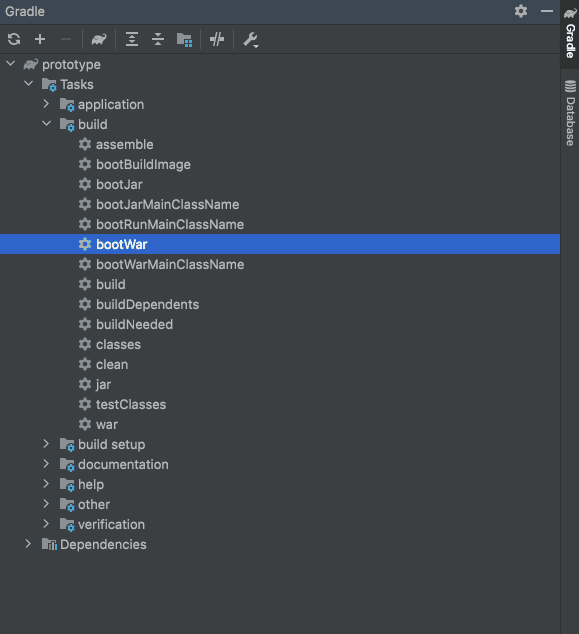 Gradle
prototype
Tasks
application
build
assemble
bootBuildImage
bootJar
bootJarMainClassName
bootRunMainClassName
bootWar
bootWarMainClassName
build
buildDependents
buildNeeded
classes
clean
jar
testClasses
war
build setup
documentation
help
other
verification
Dependencies
Gradle
Database